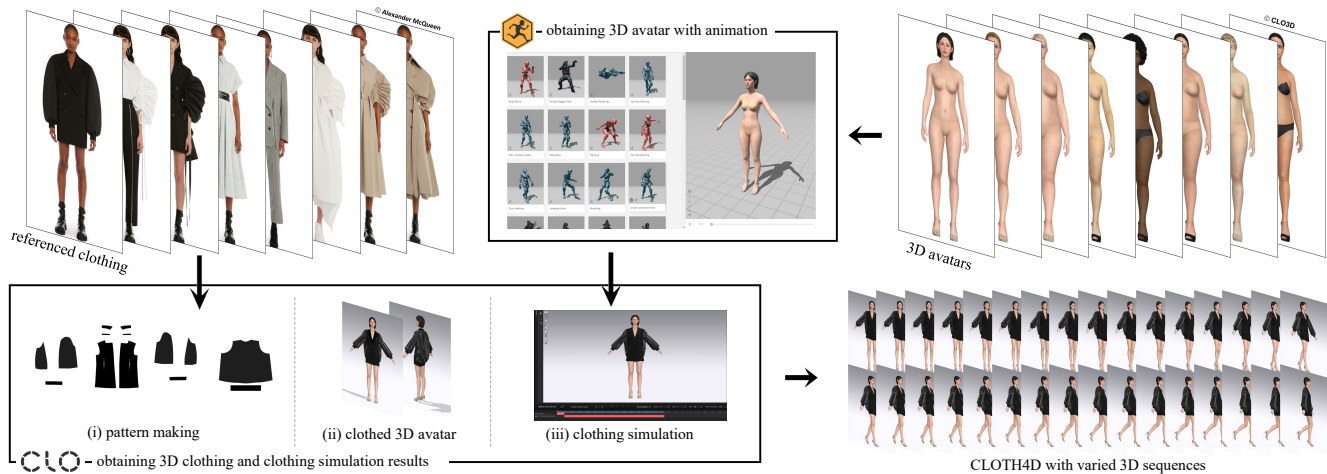 © Alexander McQueen
obtaining 3D avatar with animation
© CLO3D
referenced clothing
3D avatars
(i) pattern making
(ii) clothed 3D avatar
(iii) clothing simulation
CLO - obtaining 3D clothing and clothing simulation results
CLOTH4D with varied 3D sequences